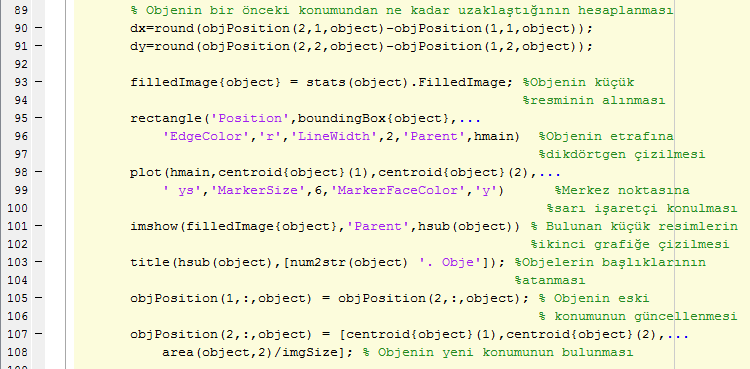 89 % Objenin bir önceki konumundan ne kadar uzaklaştığının hesaplanması
90 – dx=round(objPosition(2,1,object)-objPosition(1,1,object));
91 – dy=round(objPosition(2,2,object)-objPosition(1,2,object));
92
93 – filledImage{object} = stats(object).FilledImage; %Objenin küçük
94 %resminin alınması
95 – rectangle('Position',boundingBox{object},...
96 'EdgeColor','r','LineWidth',2,'Parent',hmain) %Objenin etrafına
97 %dikdörtgen çizilmesi
98 – plot(hmain,centroid{object}(1),centroid{object}(2),...
99 ' ys','MarkerSize',6,'MarkerFaceColor','y') %Merkez noktasına
100 %sarı işaretçi konulması
101 – imshow(filledImage{object},'Parent',hsub(object)) % Bulunan küçük resimlerin
102 %ikinci grafiğe çizilmesi
103 – title(hsub(object),[num2str(object) '. Obje']); %Objelerin başlıklarının
104 %atanması
105 – objPosition(1,:,object) = objPosition(2,:,object); % Objenin eski
106 % konumunun güncellenmesi
107 – objPosition(2,:,object) = [centroid{object}(1),centroid{object}(2),...
108 area(object,2)/imgSize]; % Objenin yeni konumunun bulunması